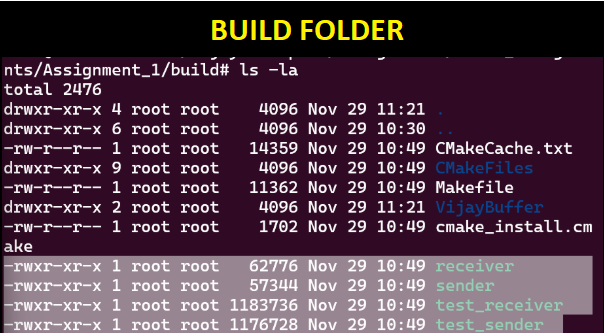 BUILD FOLDER
nts/Assignment_1/build# ls -la
total 2476
drwxr-xr-x 4 root root    4096 Nov 29 11:21 .
drwxr-xr-x 6 root root    4096 Nov 29 10:30 ..
-rw-r--r-- 1 root root   14359 Nov 29 10:49 CMakeCache.txt
drwxr-xr-x 9 root root    4096 Nov 29 10:49 CMakeFiles
-rw-r--r-- 1 root root   11362 Nov 29 10:49 Makefile
drwxr-xr-x 2 root root    4096 Nov 29 11:21 VijayBuffer
-rw-r--r-- 1 root root    1702 Nov 29 10:49 cmake_install.cm
ake
-rwxr-xr-x 1 root root   62776 Nov 29 10:49 receiver
-rwxr-xr-x 1 root root   57344 Nov 29 10:49 sender
-rwxr-xr-x 1 root root 1183736 Nov 29 10:49 test_receiver
-rwxr-xr-x 1 root root 1176728 Nov 29 10:49 test_sender